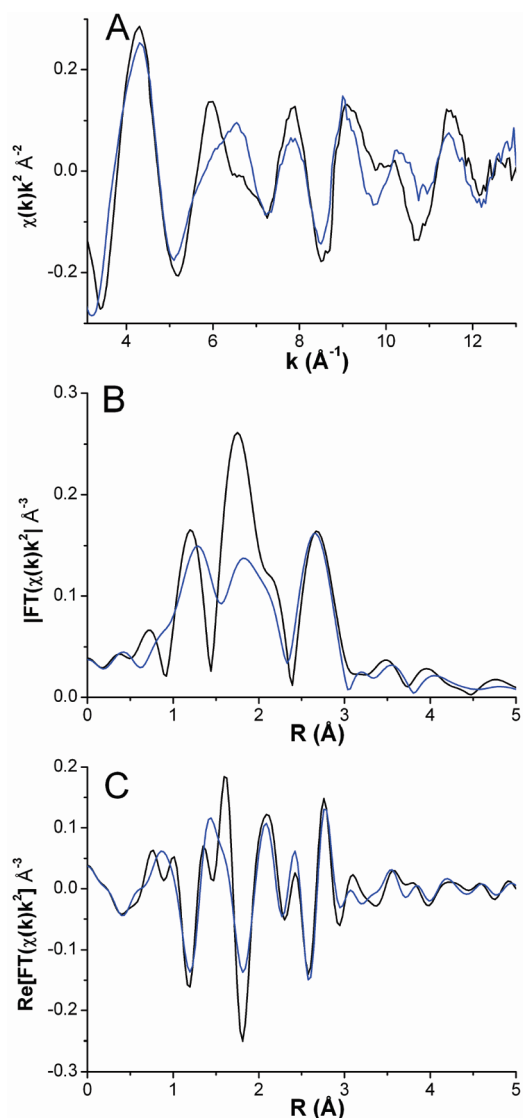 A
0.2
0.0
-0.2
χ(k)k² Å⁻²
4 6 8 10 12
k (Å⁻¹)
B
0.3
0.2
0.1
0.0
|FT(χ(k)k²| Å⁻³
0 1 2 3 4 5
R (Å)
C
0.2
0.1
0.0
-0.1
-0.2
-0.3
Re[FT(χ(k)k²] Å⁻³
0 1 2 3 4 5
R (Å)